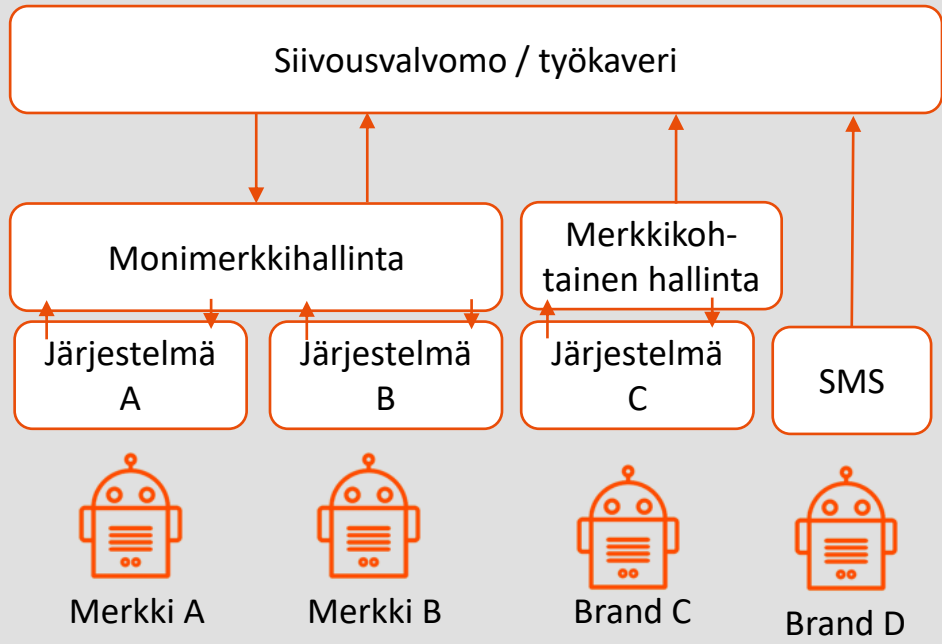 Siivousvalvomo / työkaveri
Monimerkkihallinta
Merkkikoh-
tainen hallinta
Järjestelmä
A
Järjestelmä
B
Järjestelmä
C
SMS
Merkki A
Merkki B
Brand C
Brand D